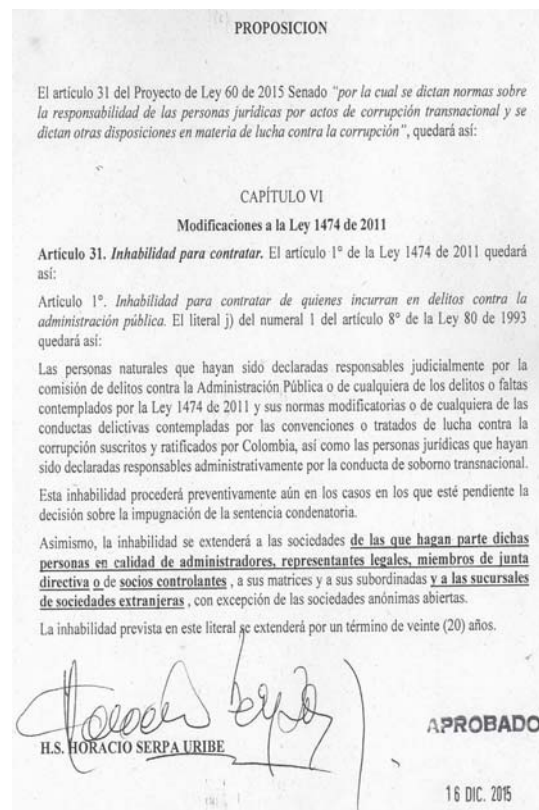 PROPOSICION
El artículo 31 del Proyecto de Ley 60 de 2015 Senado "por la cual se dictan normas sobre
la responsabilidad de las personas jurídicas por actos de corrupción transnacional y se
dictan otras disposiciones en materia de lucha contra la corrupción", quedará así:
CAPÍTULO VI
Modificaciones a la Ley 1474 de 2011
Articulo 31. Inhabilidad para contratar. El artículo 1° de la Ley 1474 de 2011 quedará
así:
Artículo 1°. Inhabilidad para contratar de quienes incurran en delitos contra la
administración pública. El literal j) del numeral 1 del artículo 8° de la Ley 80 de 1993
quedará así:
Las personas naturales que hayan sido declaradas responsables judicialmente por la
comisión de delitos contra la Administración Pública o de cualquiera de los delitos o faltas
contemplados por la Ley 1474 de 2011 y sus normas modificatorias o de cualquiera de las
conductas delictivas contempladas por las convenciones o tratados de lucha contra la
corrupción suscritos y ratificados por Colombia, así como las personas jurídicas que hayan
sido declaradas responsables administrativamente por la conducta de soborno transnacional.
Esta inhabilidad procederá preventivamente aún en los casos en los que esté pendiente la
decisión sobre la impugnación de la sentencia condenatoria.
Asimismo, la inhabilidad se extenderá a las sociedades de las que hagan parte dichas
personas en calidad de administradores, representantes legales, miembros de junta
directiva o de socios controlantes , a sus matrices y a sus subordinadas y a las sucursales
de sociedades extranjeras , con excepción de las sociedades anónimas abiertas.
La inhabilidad prevista en este literal se extenderá por un término de veinte (20) años.
H.S. HORACIO SERPA URIBE
APROBADO
16 DIC. 2015